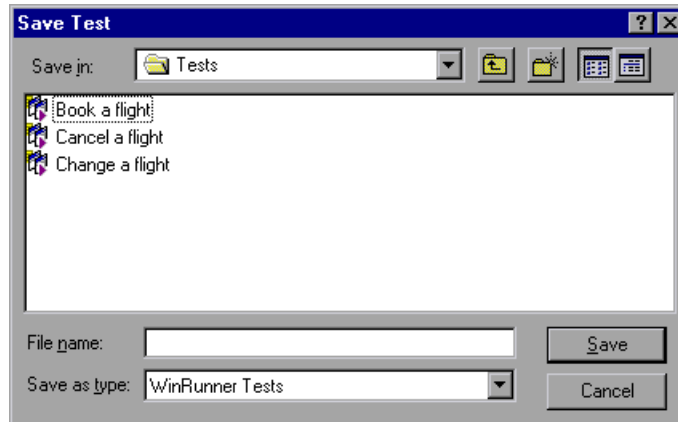 Save Test
Save in: Tests
Book a flight
Cancel a flight
Change a flight
File name: Save
Save as type: WinRunner Tests Cancel